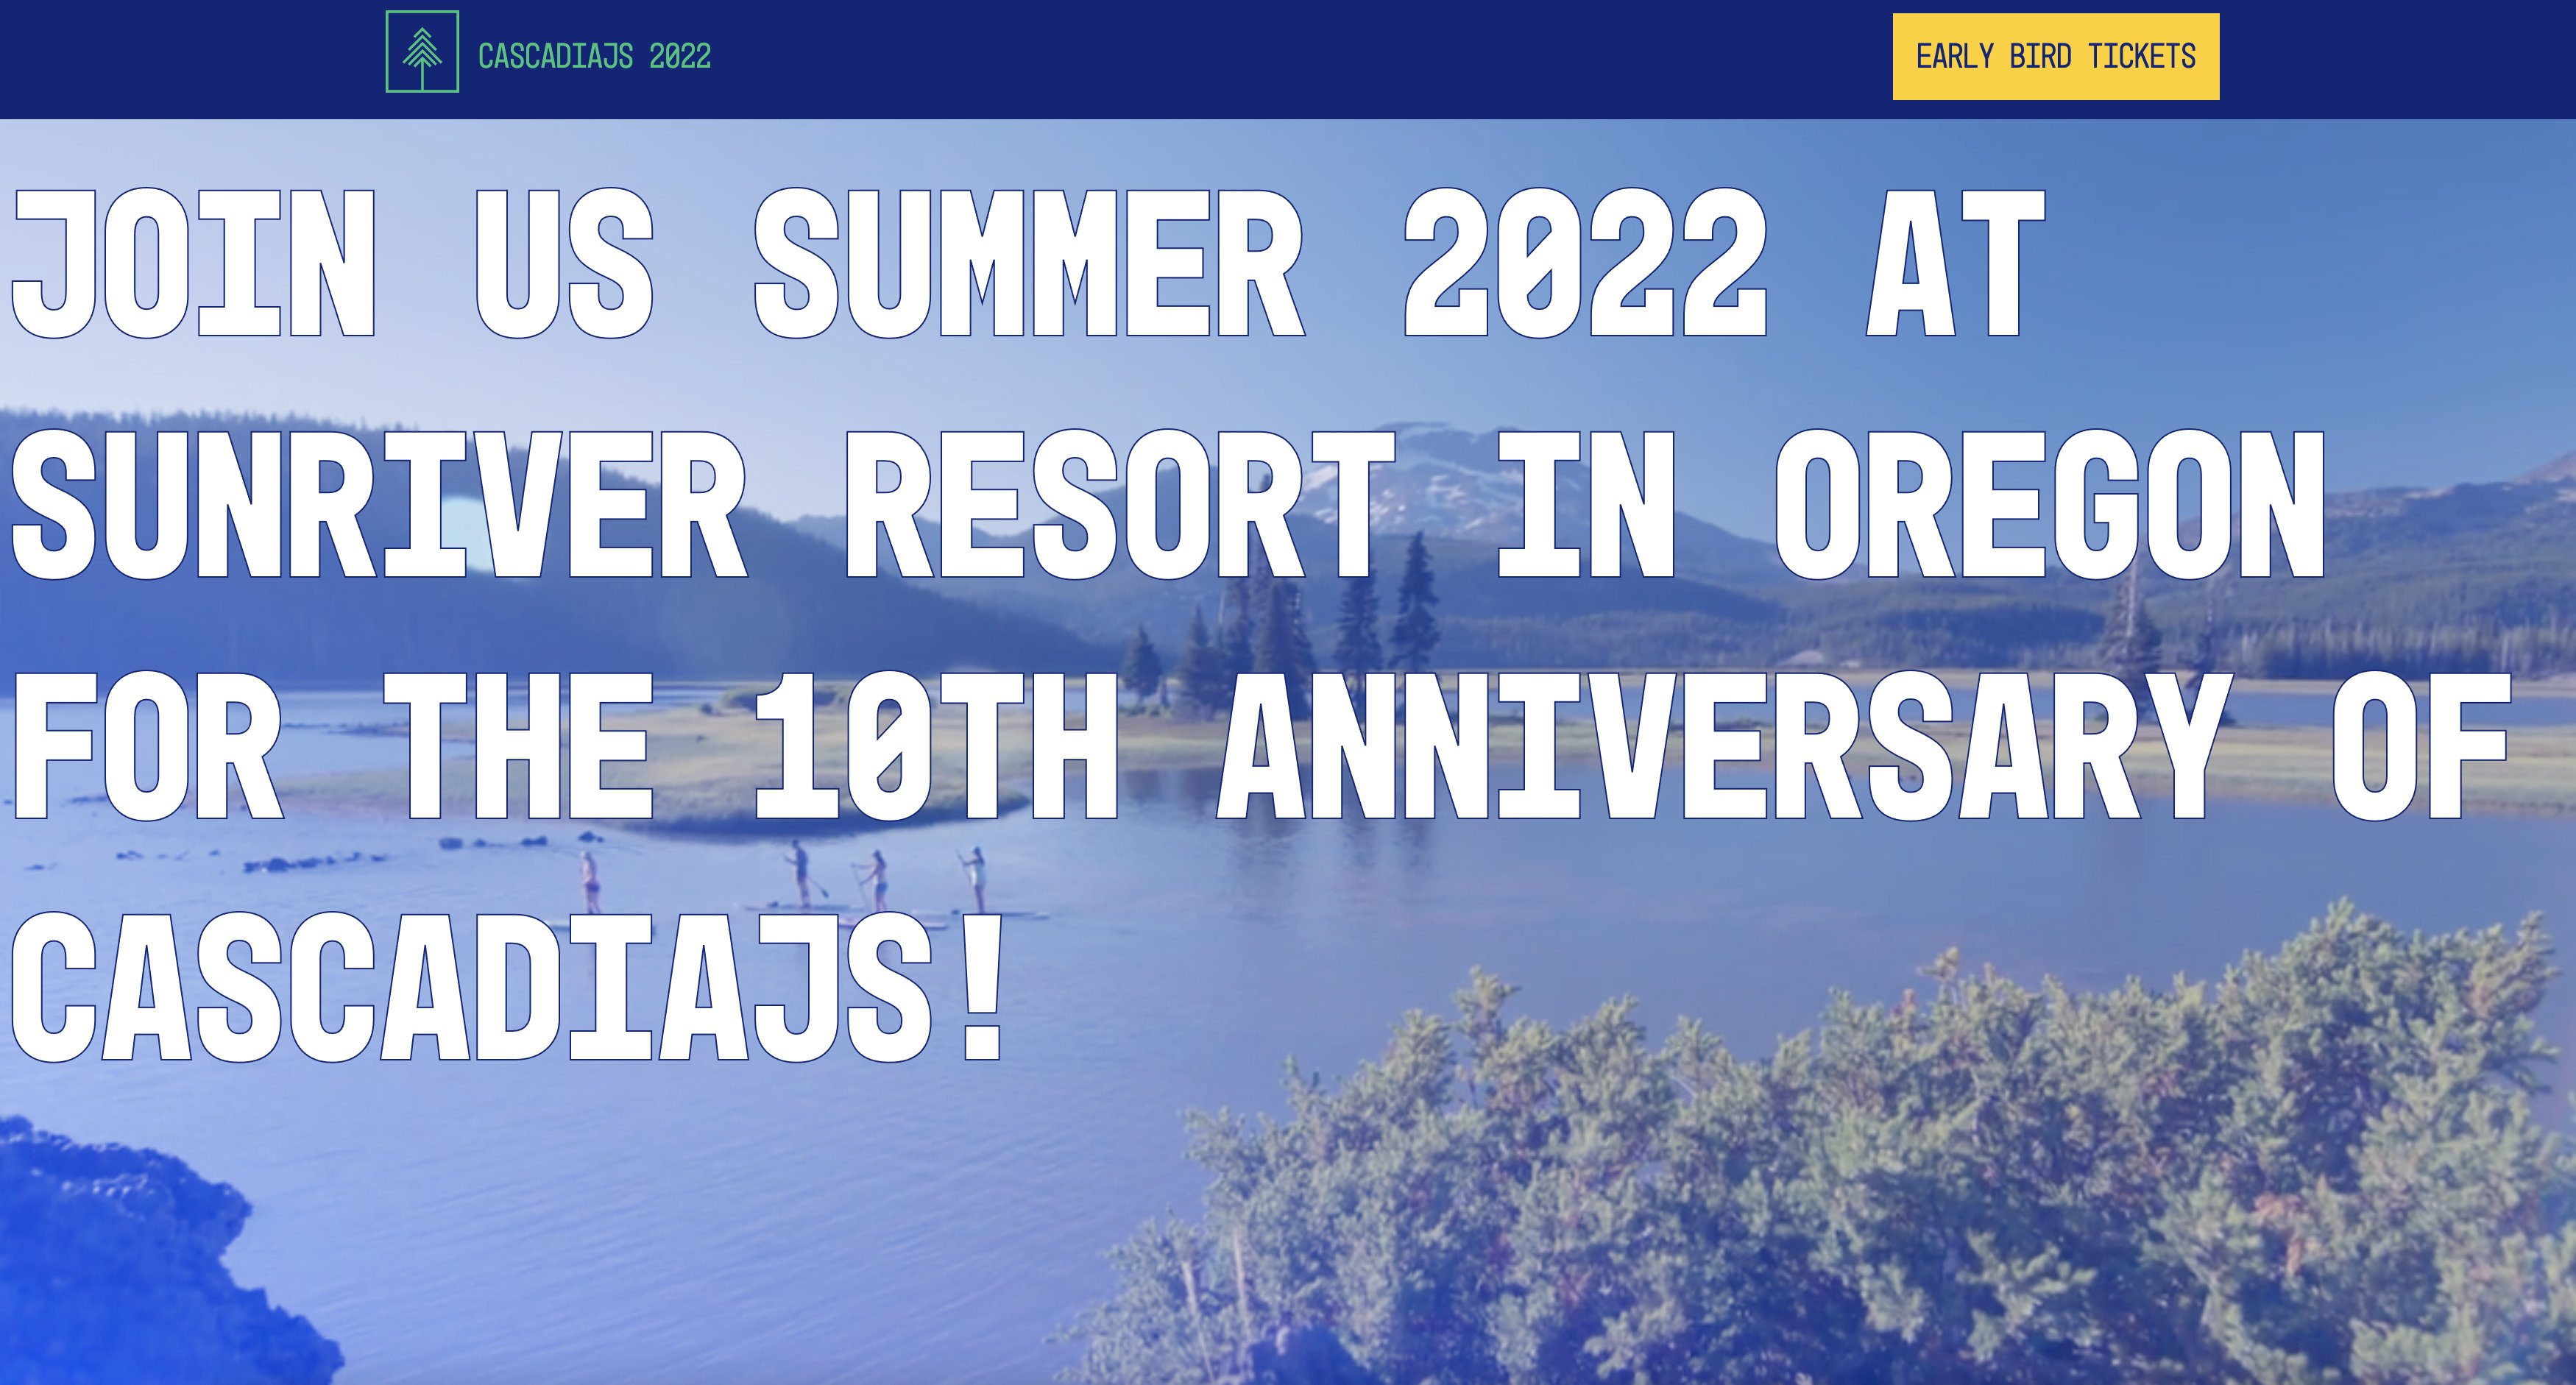 CASCADIAJS 2022
EARLY BIRD TICKETS
JOIN US SUMMER 2022 AT
SUNRIVER RESORT IN OREGON
FOR THE 10TH ANNIVERSARY OF
CASCADIAJS!